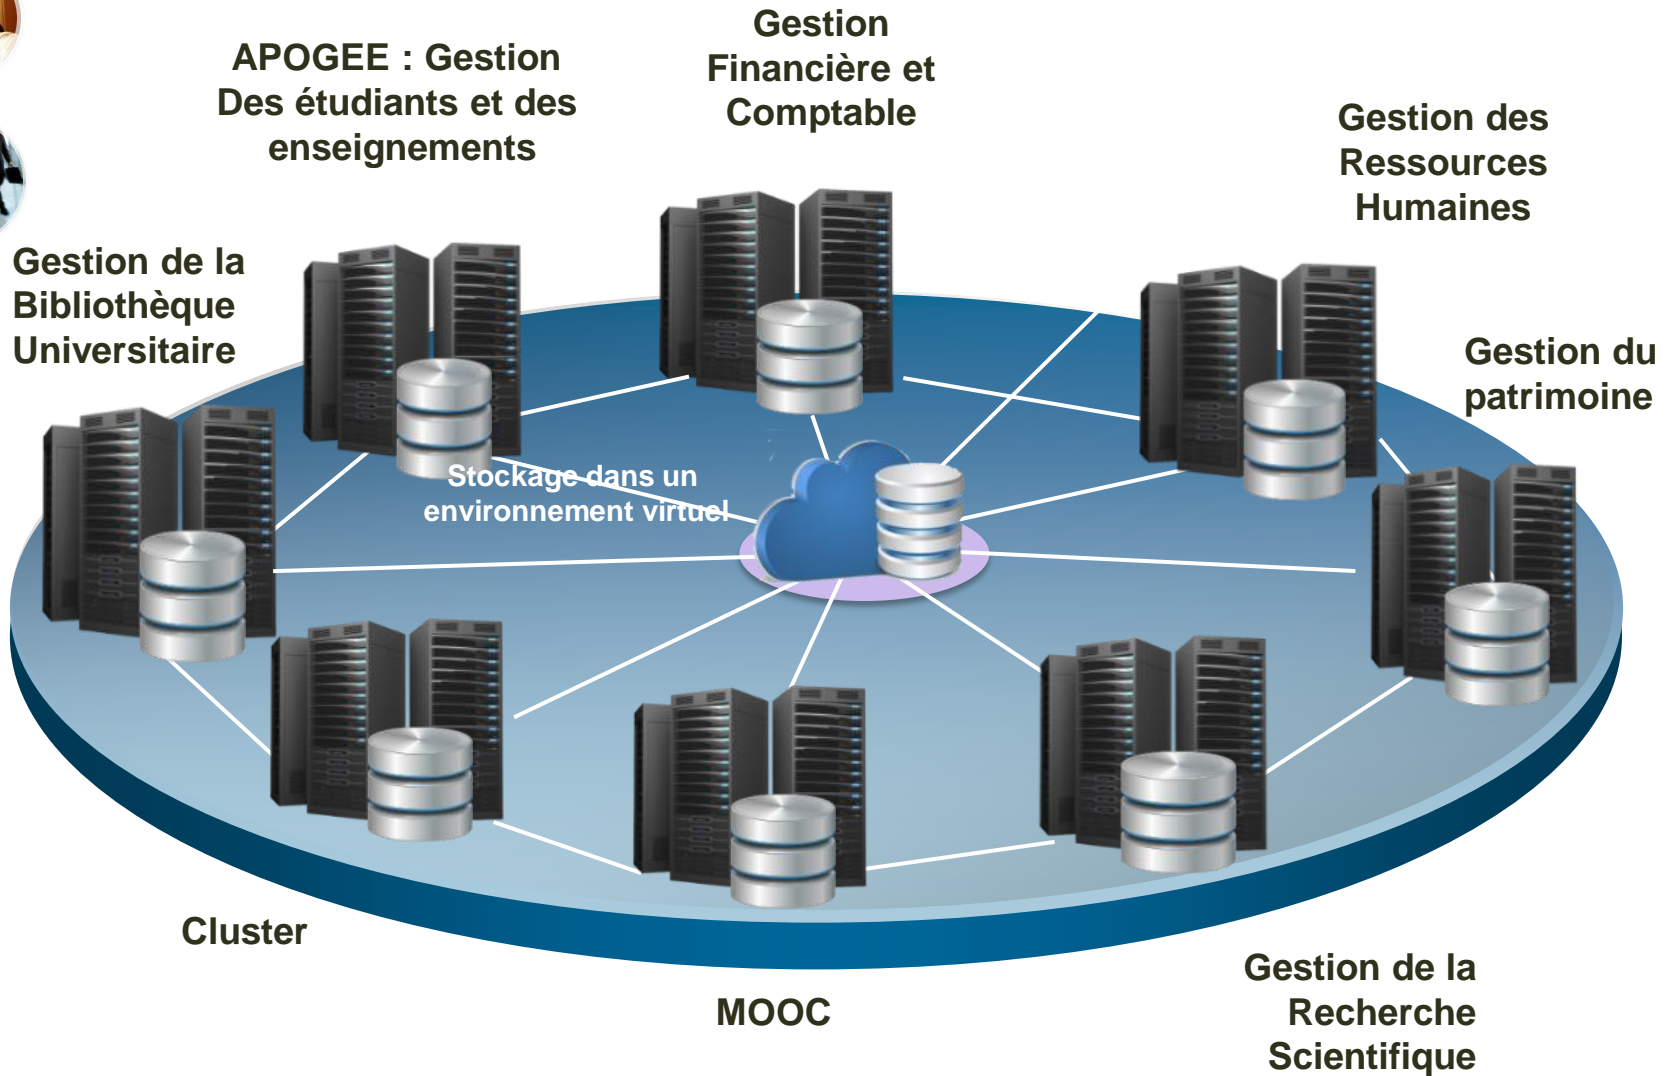 Gestion
Financière et
Comptable
APOGEE : Gestion
Des étudiants et des
enseignements
Gestion des
Ressources
Humaines
Gestion de la
Bibliothèque
Universitaire
Gestion du
patrimoine
Stockage dans un
environnement virtuel
Cluster
MOOC
Gestion de la
Recherche
Scientifique